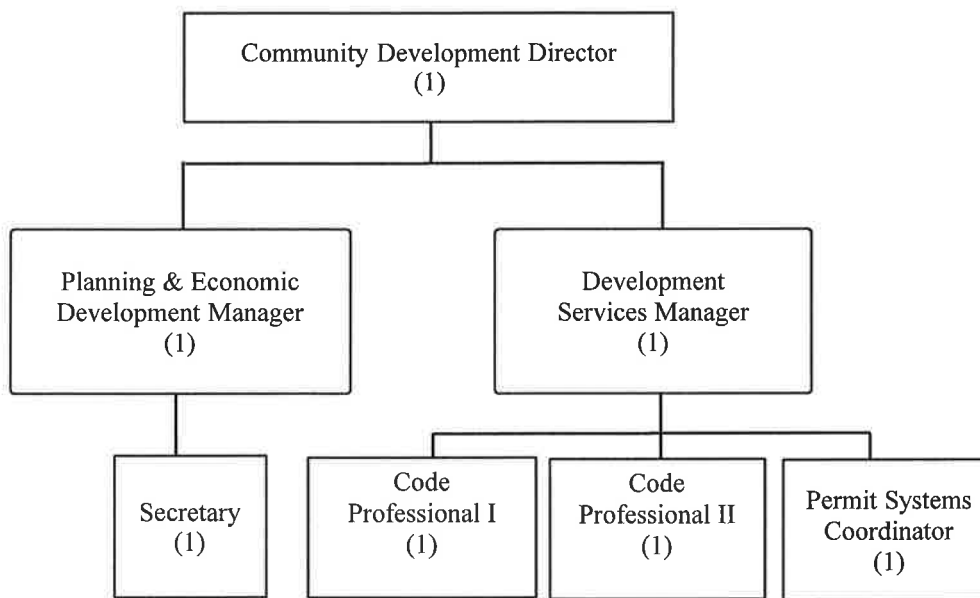 Community Development Director
(1)
Planning & Economic
Development Manager
(1)
Development
Services Manager
(1)
Secretary
(1)
Code
Professional I
(1)
Code
Professional II
(1)
Permit Systems
Coordinator
(1)